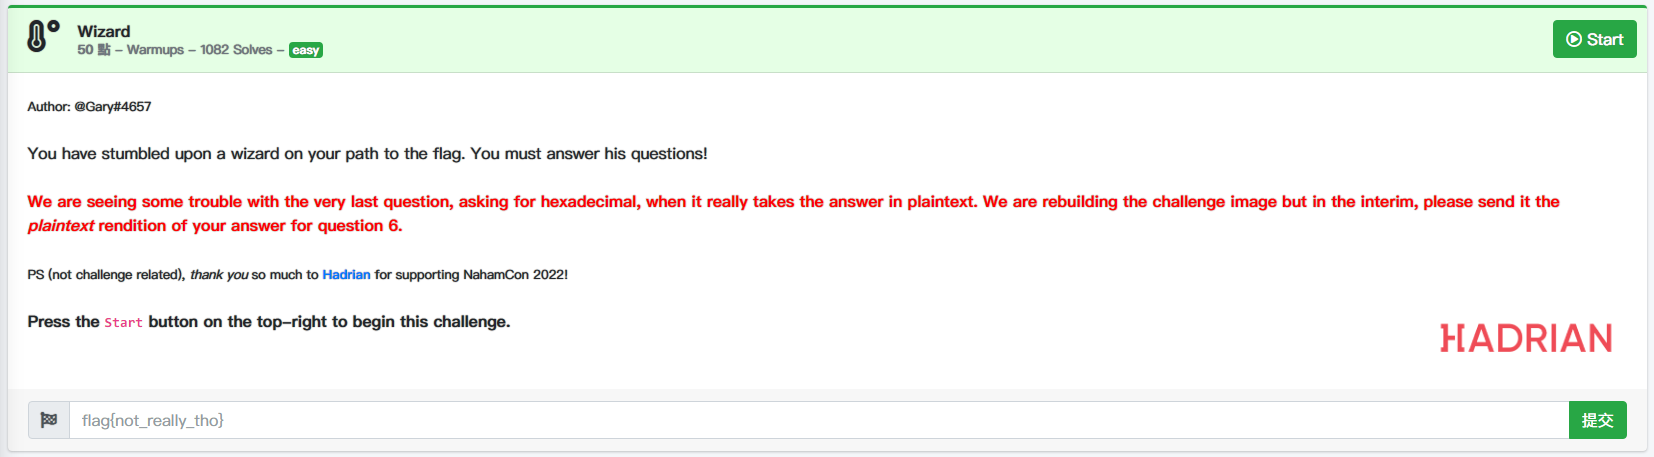 Wizard
50 點 – Warmups – 1082 Solves – easy
Start
Author: @Gary#4657
You have stumbled upon a wizard on your path to the flag. You must answer his questions!
We are seeing some trouble with the very last question, asking for hexadecimal, when it really takes the answer in plaintext. We are rebuilding the challenge image but in the interim, please send it the
plaintext rendition of your answer for question 6.
PS (not challenge related), thank you so much to Hadrian for supporting NahamCon 2022!
Press the Start button on the top-right to begin this challenge.
HADRIAN
flag{not_really_tho}
提交